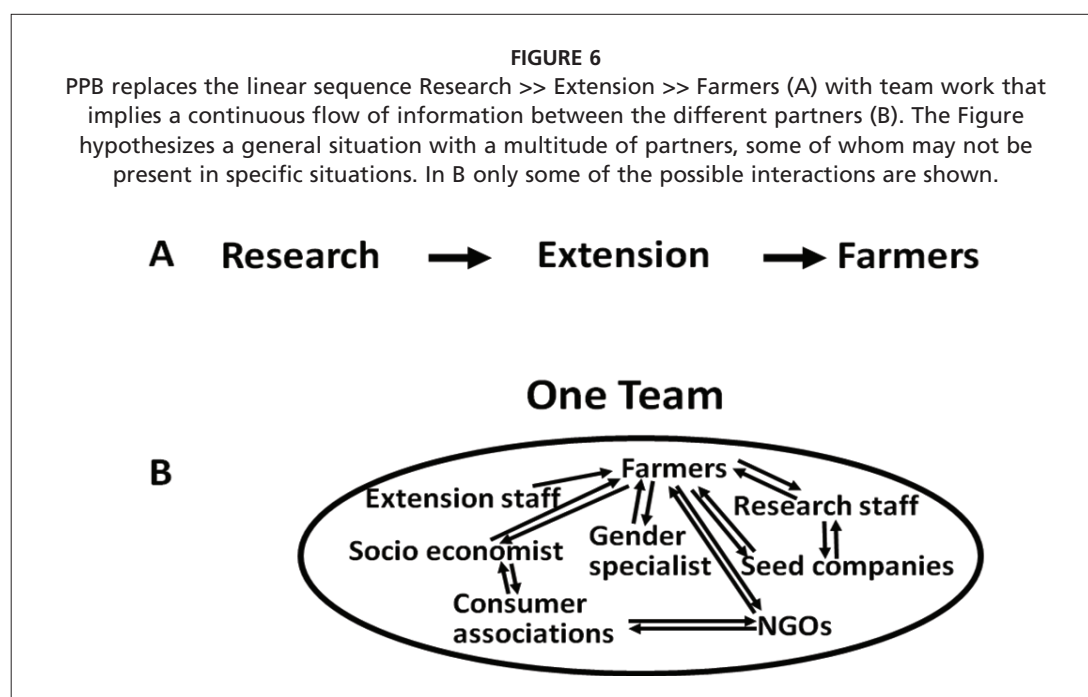 FIGURE 6
PPB replaces the linear sequence Research >> Extension >> Farmers (A) with team work that
implies a continuous flow of information between the different partners (B). The Figure
hypothesizes a general situation with a multitude of partners, some of whom may not be
present in specific situations. In B only some of the possible interactions are shown.
A Research Extension Farmers
One Team
B
Farmers
Extension staff
Research staff
Socio economist
Gender
specialist
Seed companies
Consumer
associations
NGOs